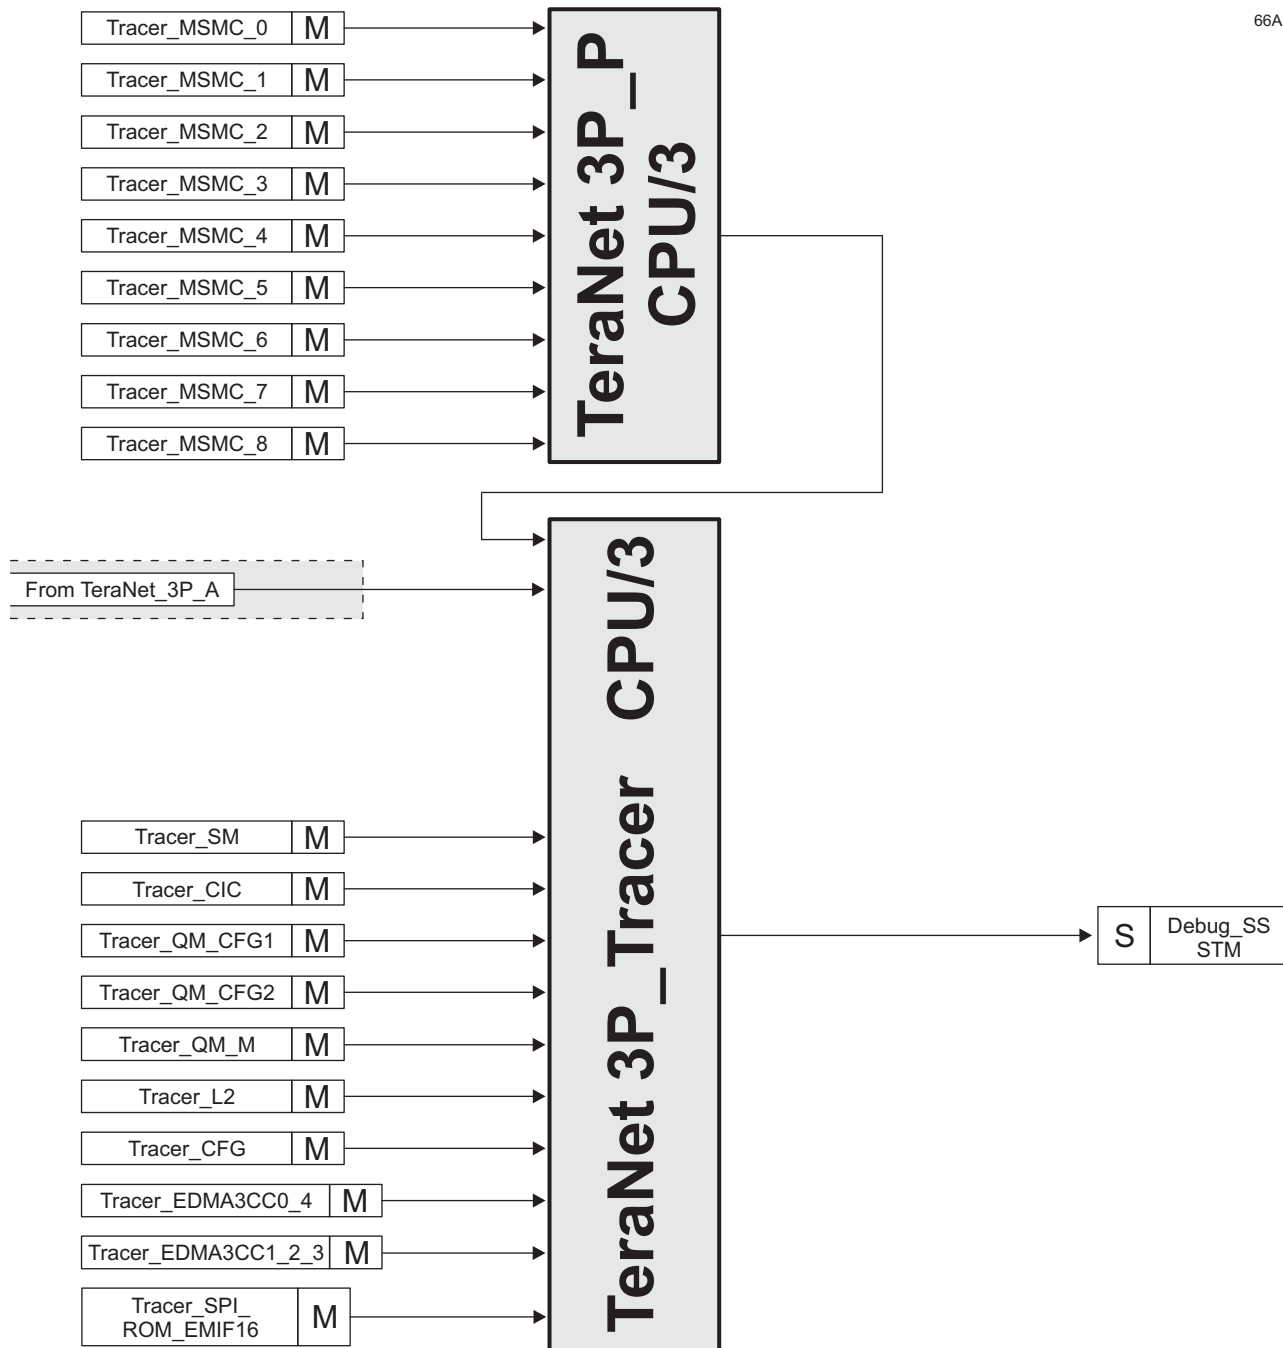 66A
Tracer_MSMC_0 M
Tracer_MSMC_1 M
Tracer_MSMC_2 M
Tracer_MSMC_3 M
Tracer_MSMC_4 M
Tracer_MSMC_5 M
Tracer_MSMC_6 M
Tracer_MSMC_7 M
Tracer_MSMC_8 M
TeraNet 3P_P
CPU/3
From TeraNet_3P_A
Tracer_SM M
Tracer_CIC M
Tracer_QM_CFG1 M
Tracer_QM_CFG2 M
Tracer_QM_M M
Tracer_L2 M
Tracer_CFG M
Tracer_EDMA3CC0_4 M
Tracer_EDMA3CC1_2_3 M
Tracer_SPI_
ROM_EMIF16 M
TeraNet 3P_Tracer CPU/3
S Debug_SS
STM